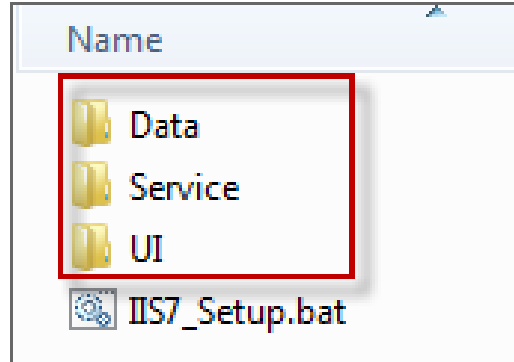 Name
Data
Service
UI
IIS7_Setup.bat